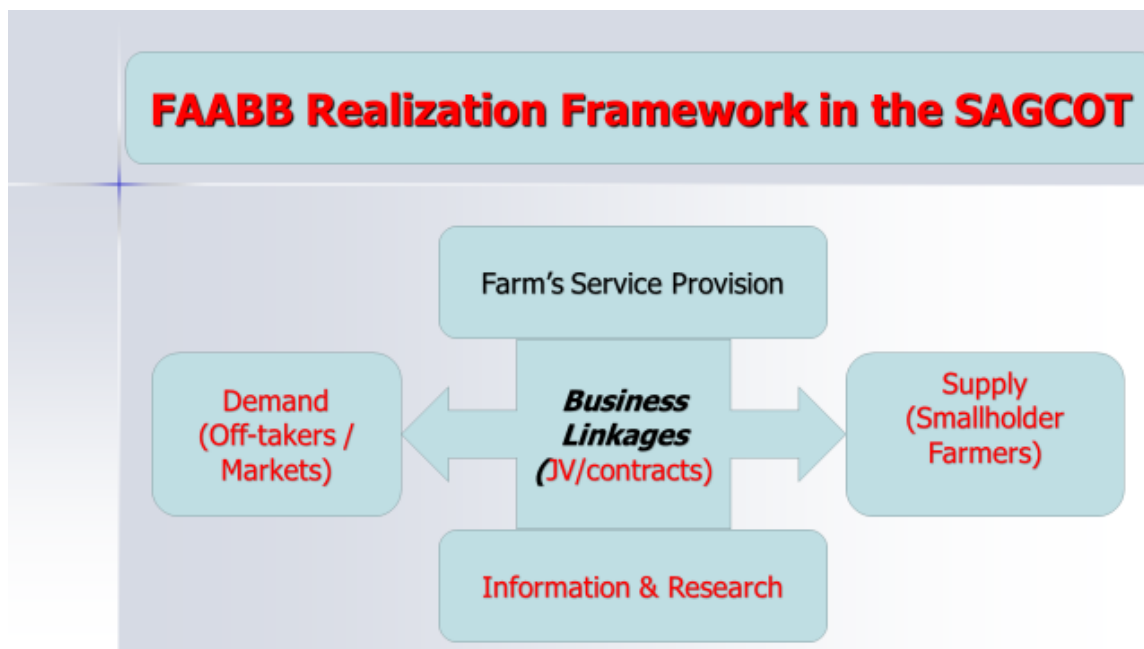 FAABB Realization Framework in the SAGCOT
Farm's Service Provision
Demand
(Off-takers /
Markets)
Business
Linkages
(JV/contracts)
Supply
(Smallholder
Farmers)
Information & Research